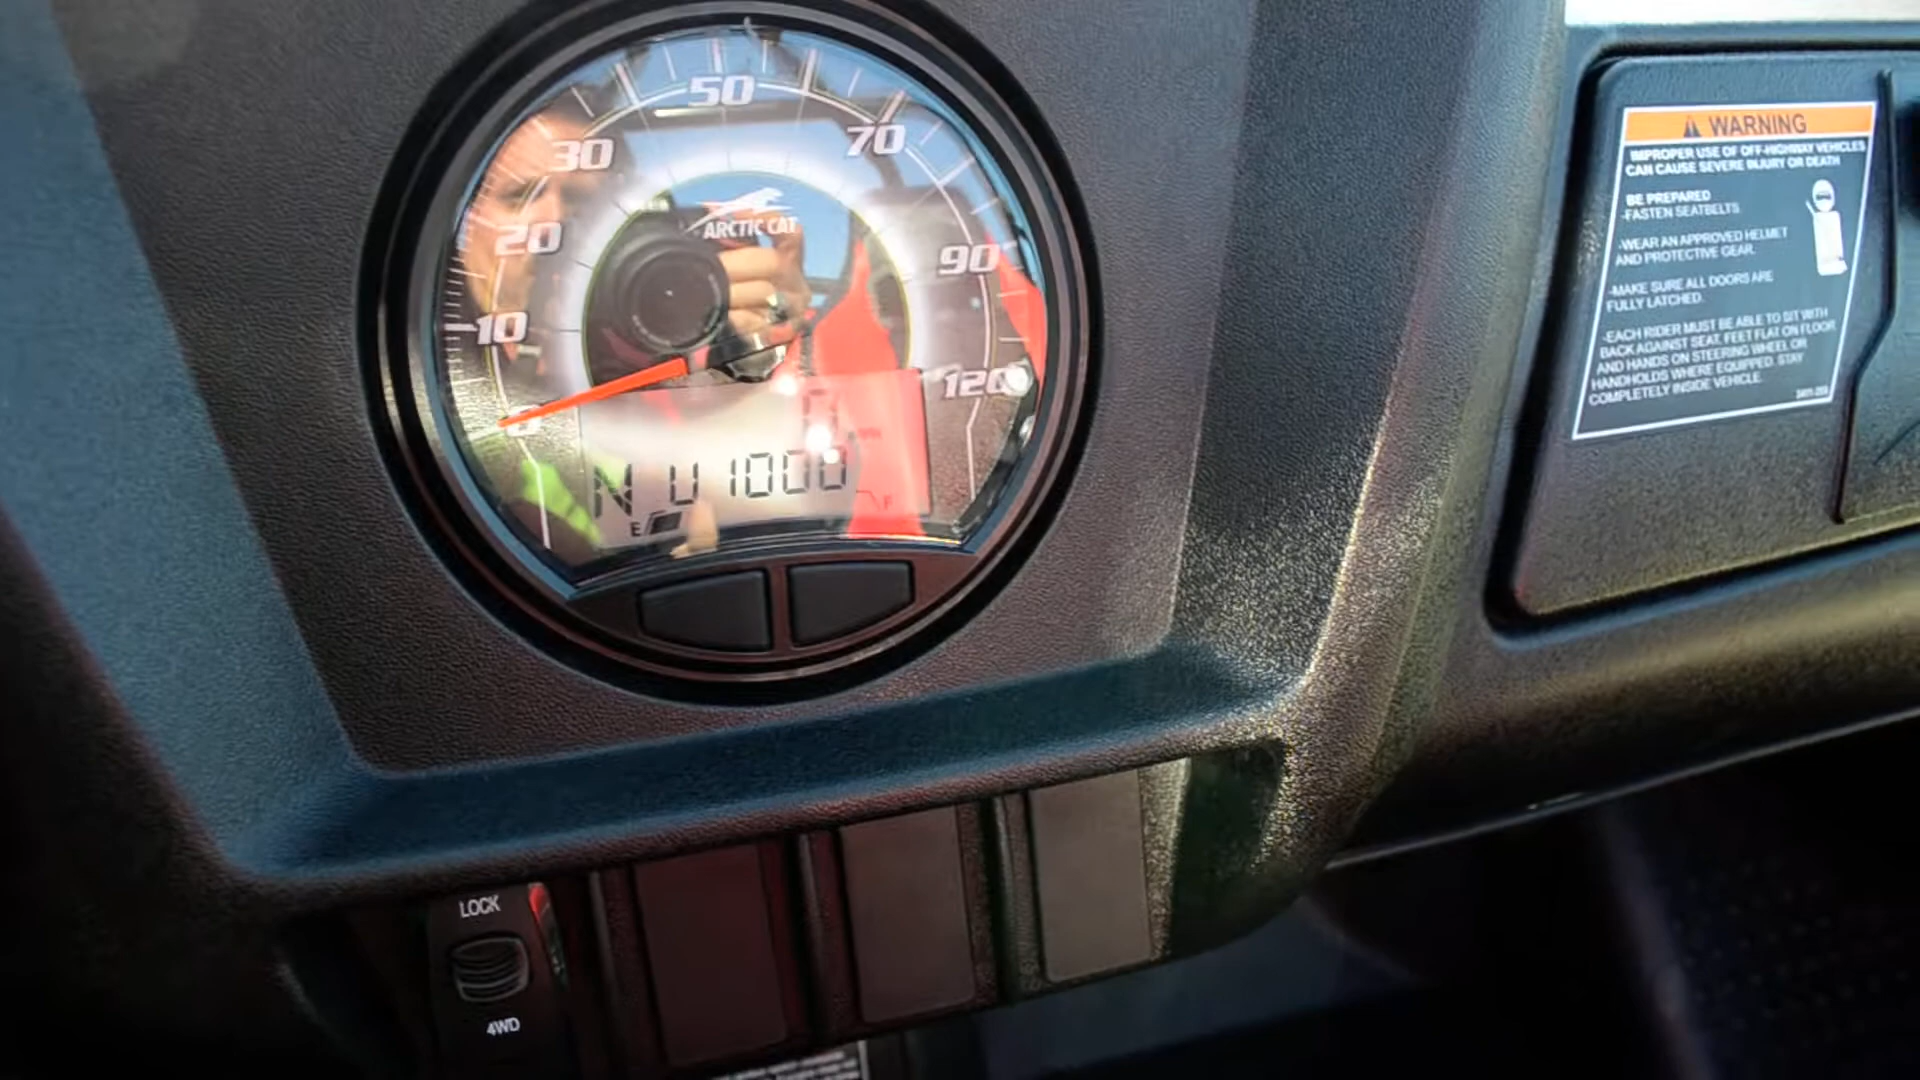 50
30
70
20
ARCTIC CAT
90
10
120
0
0
N U 1000
E
F
WARNING
IMPROPER USE OF OFF-HIGHWAY VEHICLES
CAN CAUSE SEVERE INJURY OR DEATH
BE PREPARED
-FASTEN SEATBELTS
-WEAR AN APPROVED HELMET
AND PROTECTIVE GEAR.
-MAKE SURE ALL DOORS ARE
FULLY LATCHED.
-EACH RIDER MUST BE ABLE TO SIT WITH
BACK AGAINST SEAT, FEET FLAT ON FLOOR,
AND HANDS ON STEERING WHEEL OR
HANDHOLDS WHERE EQUIPPED. STAY
COMPLETELY INSIDE VEHICLE.
LOCK
4WD